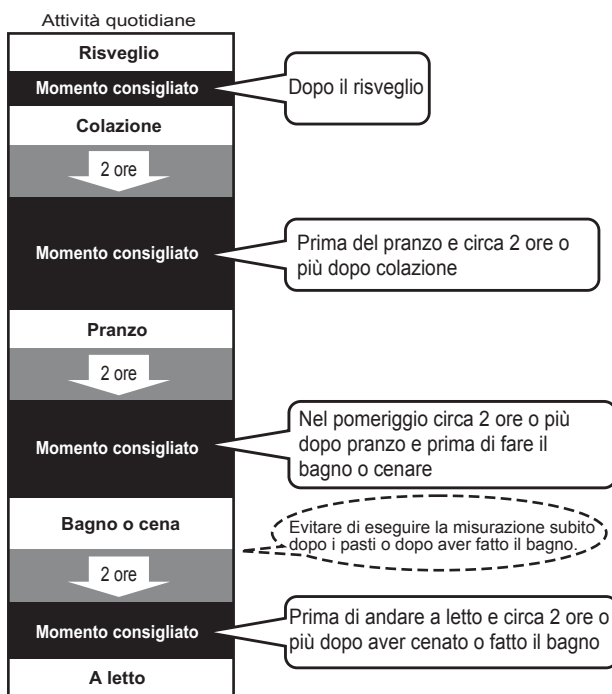 Attività quotidiane
Risveglio
Momento consigliato
Dopo il risveglio
Colazione
2 ore
Momento consigliato
Prima del pranzo e circa 2 ore o
più dopo colazione
Pranzo
2 ore
Momento consigliato
Nel pomeriggio circa 2 ore o più
dopo pranzo e prima di fare il
bagno o cenare
Bagno o cena
Evitare di eseguire la misurazione subito
dopo i pasti o dopo aver fatto il bagno.
2 ore
Momento consigliato
Prima di andare a letto e circa 2 ore o
più dopo aver cenato o fatto il bagno
A letto